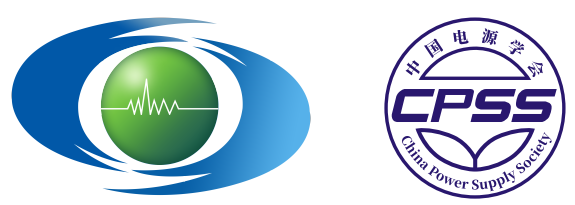 中国电源学会
CPSS
China Power Supply Society